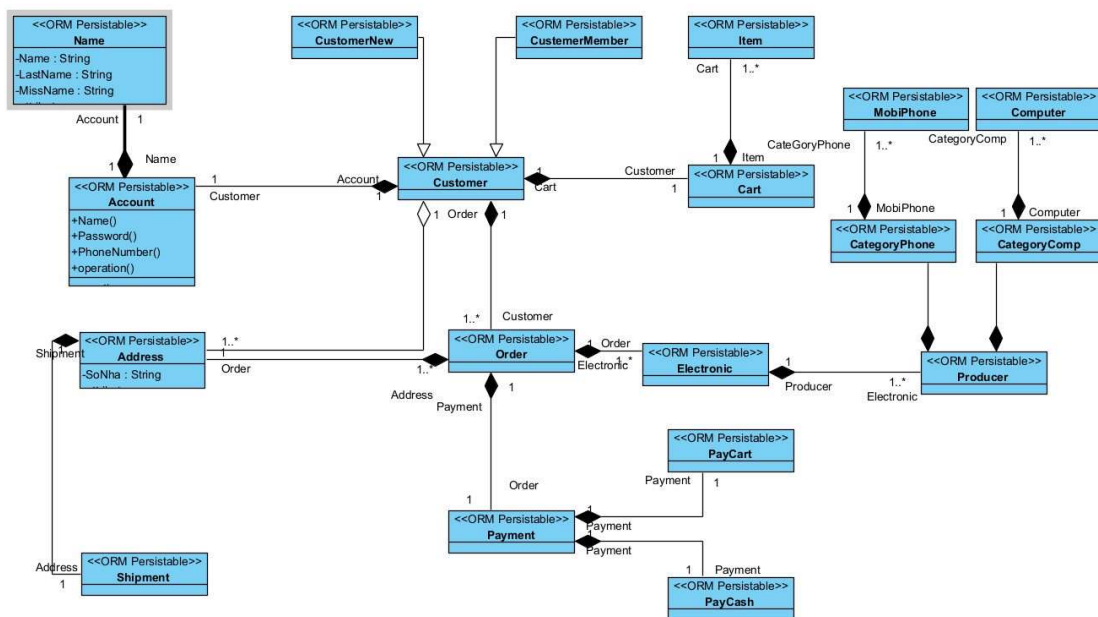 <<ORM Persistable>>
Name
-Name : String
-LastName : String
-MissName : String
Account 1
1 Name
<<ORM Persistable>>
Account
+Name()
+Password()
+PhoneNumber()
+operation()
<<ORM Persistable>>
CustomerNew
<<ORM Persistable>>
CustemerMember
<<ORM Persistable>>
Item
Cart 1..*
1 Item
<<ORM Persistable>>
MobiPhone
<<ORM Persistable>>
Computer
CateGoryPhone 1..*
CategoryComp 1..*
1 MobiPhone
1 Computer
<<ORM Persistable>>
CategoryPhone
<<ORM Persistable>>
CategoryComp
1 Account
Customer 1
<<ORM Persistable>>
Customer
1 Customer
Cart 1
<<ORM Persistable>>
Cart
1
Order 1
1..* Customer
1..*
1
Order
Shipment 1
<<ORM Persistable>>
Address
-SoNha : String
1..*
Address
<<ORM Persistable>>
Order
1 Order
Electronic 1..*
<<ORM Persistable>>
Electronic
1
Producer
1..*
Electronic
<<ORM Persistable>>
Producer
Payment 1
Order
1
<<ORM Persistable>>
PayCart
Payment 1
<<ORM Persistable>>
Payment
1
Payment
1
Payment
1 Payment
<<ORM Persistable>>
PayCash
Address
1
<<ORM Persistable>>
Shipment